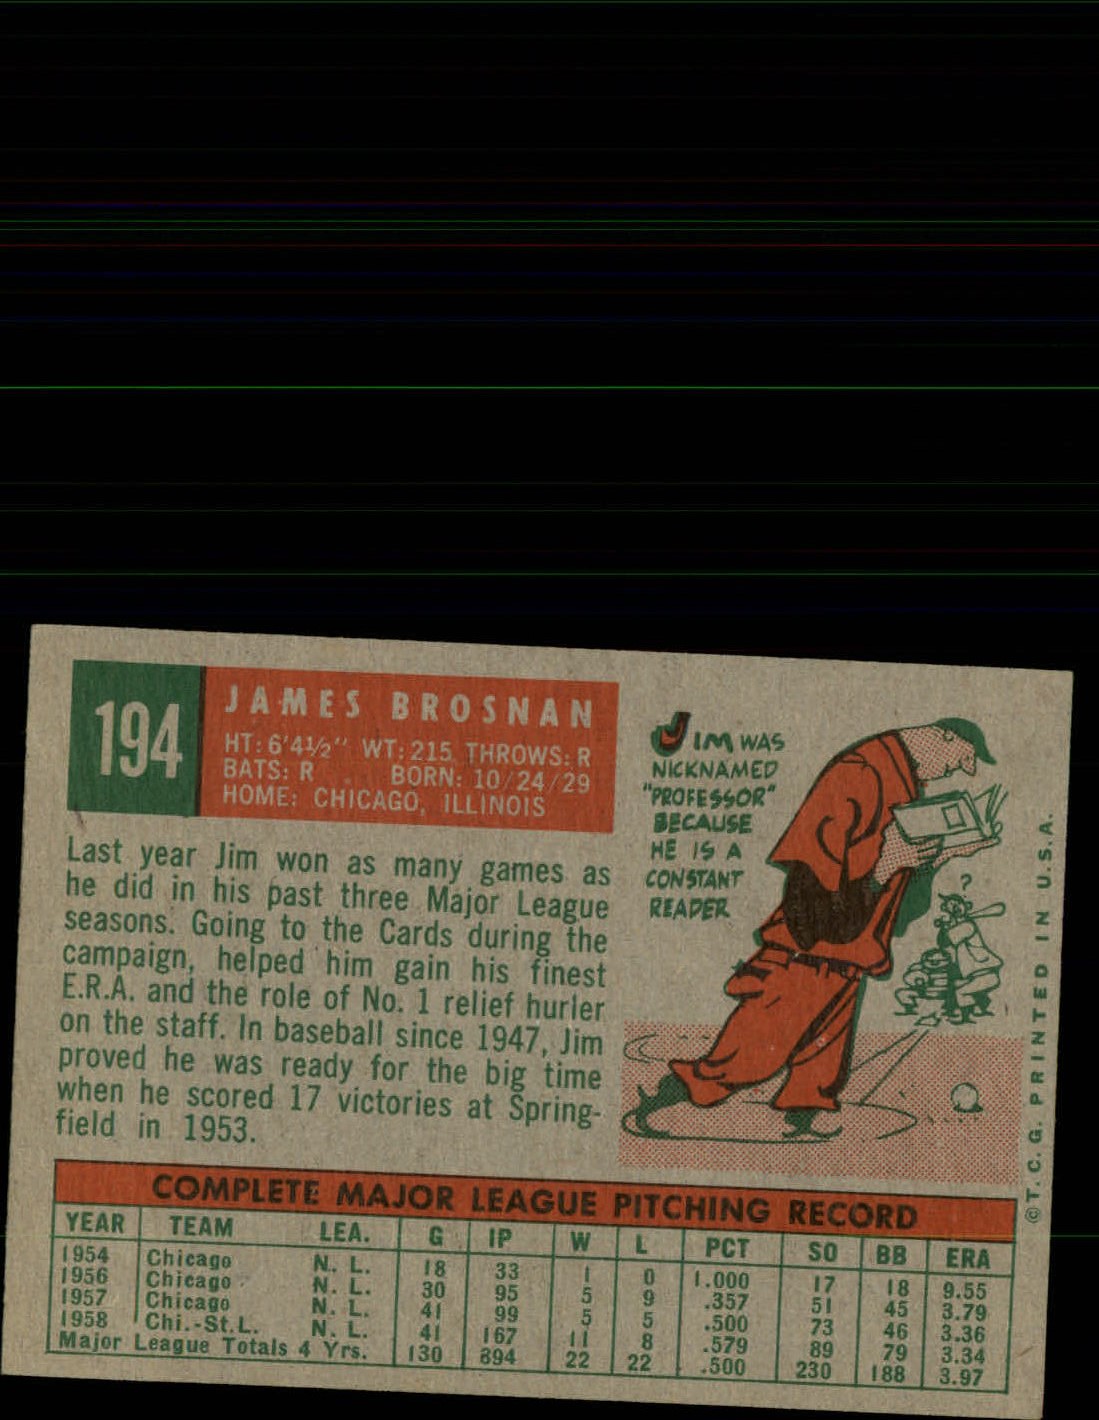 194
JAMES BROSNAN
HT: 6'4½" WT: 215 THROWS: R
BATS: R BORN: 10/24/29
HOME: CHICAGO, ILLINOIS
Last year Jim won as many games as
he did in his past three Major League
seasons. Going to the Cards during the
campaign, helped him gain his finest
E.R.A. and the role of No. 1 relief hurler
on the staff. In baseball since 1947, Jim
proved he was ready for the big time
when he scored 17 victories at Spring-
field in 1953.
JIM WAS
NICKNAMED
"PROFESSOR"
BECAUSE
HE IS A
CONSTANT
READER
?
©T.C.G. PRINTED IN U.S.A.
COMPLETE MAJOR LEAGUE PITCHING RECORD
YEAR TEAM LEA. G IP W L PCT SO BB ERA
1954 Chicago N. L. 18 33 1 0 1.000 17 18 9.55
1956 Chicago N. L. 30 95 5 9 .357 51 45 3.79
1957 Chicago N. L. 41 99 5 5 .500 73 46 3.36
1958 Chi.-St.L. N. L. 41 167 11 8 .579 89 79 3.34
Major League Totals 4 Yrs. 130 894 22 22 .500 230 188 3.97